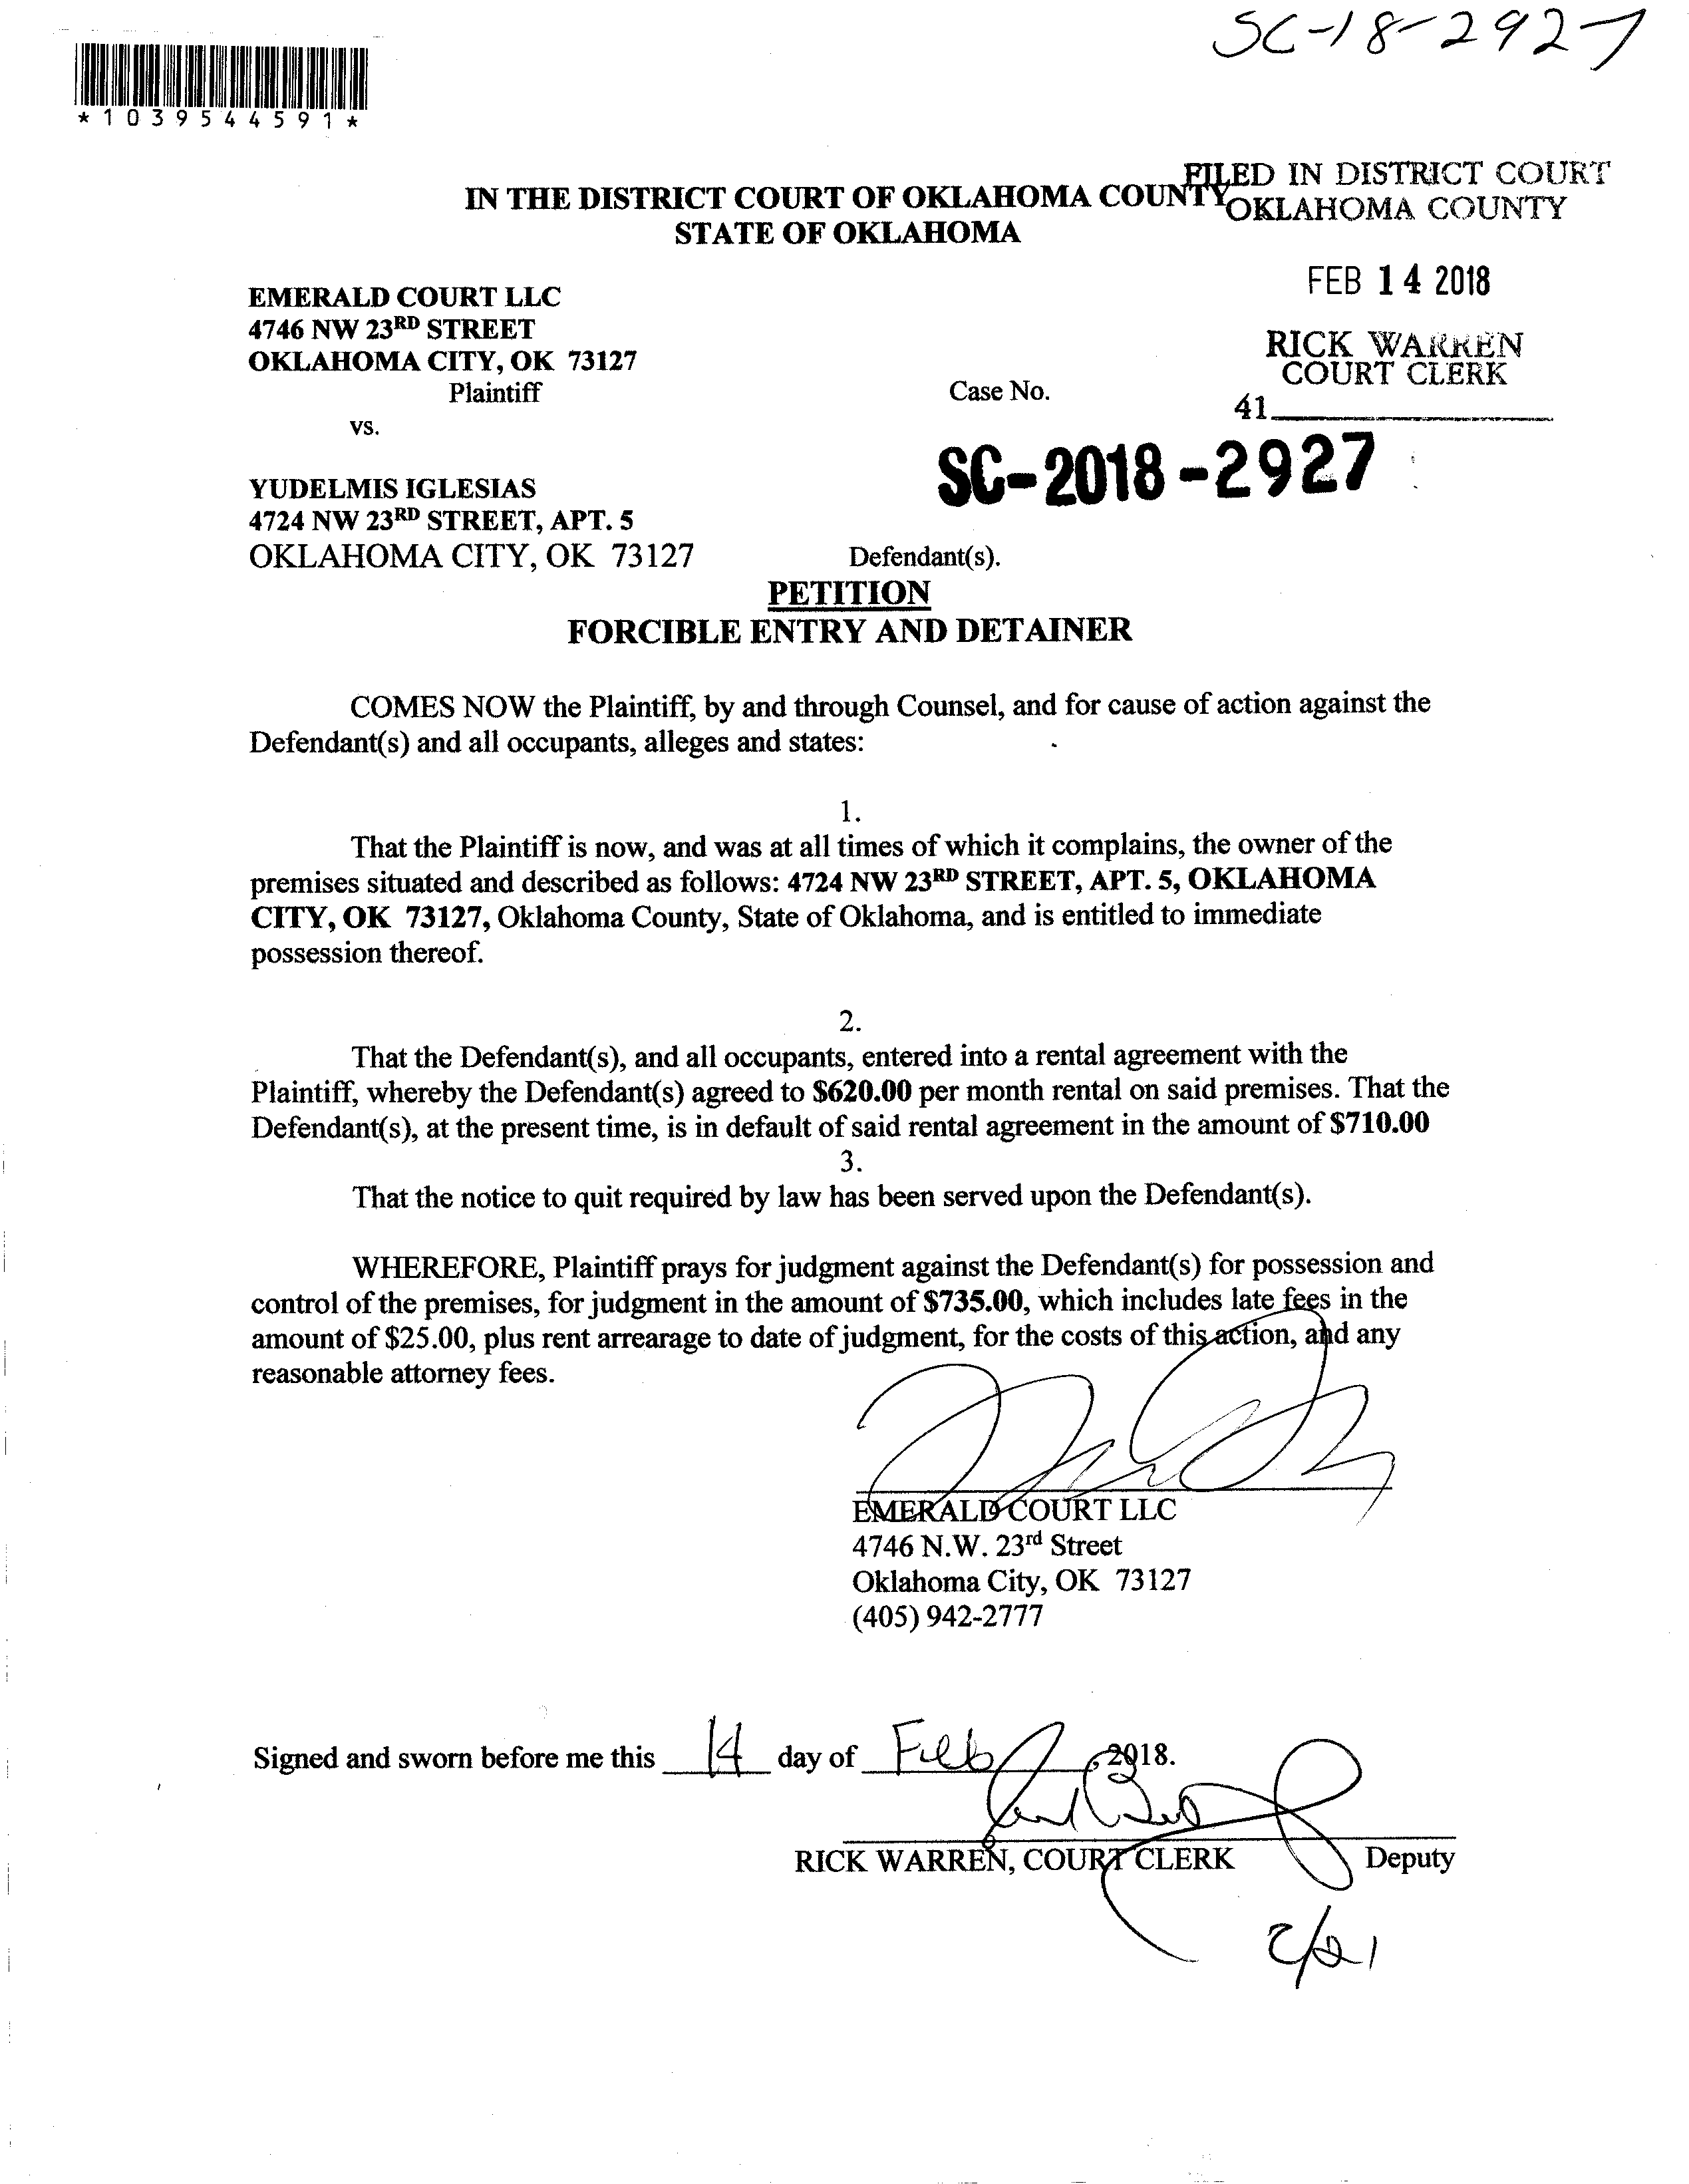 SC-18-2927
*1039544591*
FILED IN DISTRICT COURT
OKLAHOMA COUNTY
IN THE DISTRICT COURT OF OKLAHOMA COUNTY
STATE OF OKLAHOMA
FEB 14 2018
RICK WARREN
COURT CLERK
41
EMERALD COURT LLC
4746 NW 23RD STREET
OKLAHOMA CITY, OK 73127
Plaintiff
Case No.
vs.
SC-2018-2927
YUDELMIS IGLESIAS
4724 NW 23RD STREET, APT. 5
OKLAHOMA CITY, OK 73127 Defendant(s).
PETITION
FORCIBLE ENTRY AND DETAINER
COMES NOW the Plaintiff, by and through Counsel, and for cause of action against the
Defendant(s) and all occupants, alleges and states:
1.
That the Plaintiff is now, and was at all times of which it complains, the owner of the
premises situated and described as follows: 4724 NW 23RD STREET, APT. 5, OKLAHOMA
CITY, OK 73127, Oklahoma County, State of Oklahoma, and is entitled to immediate
possession thereof.
2.
That the Defendant(s), and all occupants, entered into a rental agreement with the
Plaintiff, whereby the Defendant(s) agreed to $620.00 per month rental on said premises. That the
Defendant(s), at the present time, is in default of said rental agreement in the amount of $710.00
3.
That the notice to quit required by law has been served upon the Defendant(s).
WHEREFORE, Plaintiff prays for judgment against the Defendant(s) for possession and
control of the premises, for judgment in the amount of $735.00, which includes late fees in the
amount of $25.00, plus rent arrearage to date of judgment, for the costs of this action, and any
reasonable attorney fees.
EMERALD COURT LLC
4746 N.W. 23rd Street
Oklahoma City, OK 73127
(405) 942-2777
Signed and sworn before me this 14 day of Feb, 2018.
RICK WARREN, COURT CLERK Deputy
2/21